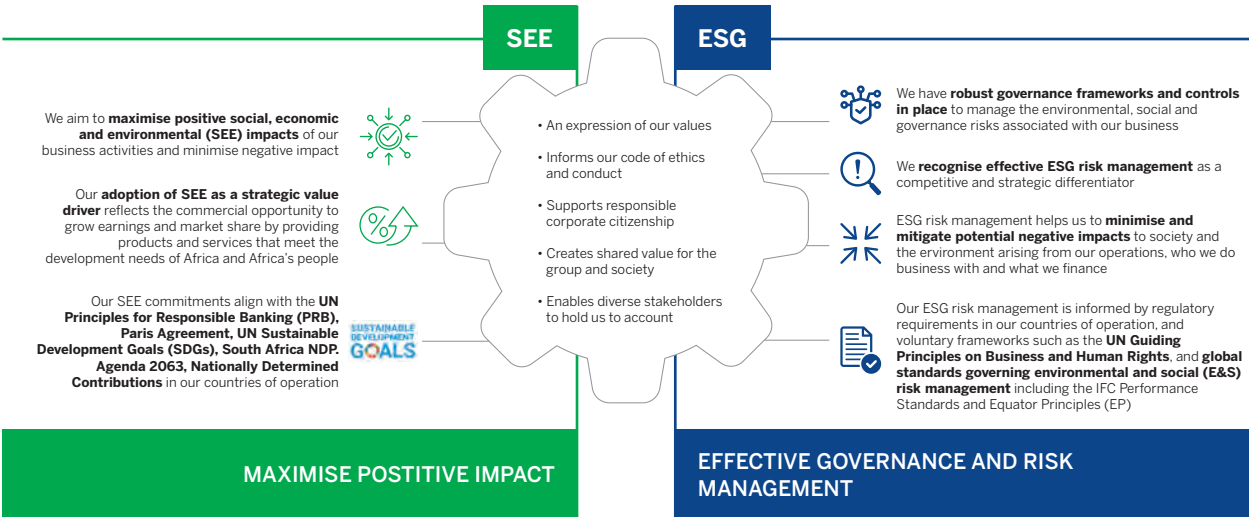 SEE
ESG
We aim to maximise positive social, economic
and environmental (SEE) impacts of our
business activities and minimise negative impact
Our adoption of SEE as a strategic value
driver reflects the commercial opportunity to
grow earnings and market share by providing
products and services that meet the
development needs of Africa and Africa's people
Our SEE commitments align with the UN
Principles for Responsible Banking (PRB),
Paris Agreement, UN Sustainable
Development Goals (SDGs), South Africa NDP.
Agenda 2063, Nationally Determined
Contributions in our countries of operation
%
SUSTAINABLE
DEVELOPMENT
GOALS
• An expression of our values
• Informs our code of ethics
and conduct
• Supports responsible
corporate citizenship
• Creates shared value for the
group and society
• Enables diverse stakeholders
to hold us to account
We have robust governance frameworks and controls
in place to manage the environmental, social and
governance risks associated with our business
We recognise effective ESG risk management as a
competitive and strategic differentiator
ESG risk management helps us to minimise and
mitigate potential negative impacts to society and
the environment arising from our operations, who we do
business with and what we finance
Our ESG risk management is informed by regulatory
requirements in our countries of operation, and
voluntary frameworks such as the UN Guiding
Principles on Business and Human Rights, and global
standards governing environmental and social (E&S)
risk management including the IFC Performance
Standards and Equator Principles (EP)
MAXIMISE POSTITIVE IMPACT
EFFECTIVE GOVERNANCE AND RISK
MANAGEMENT